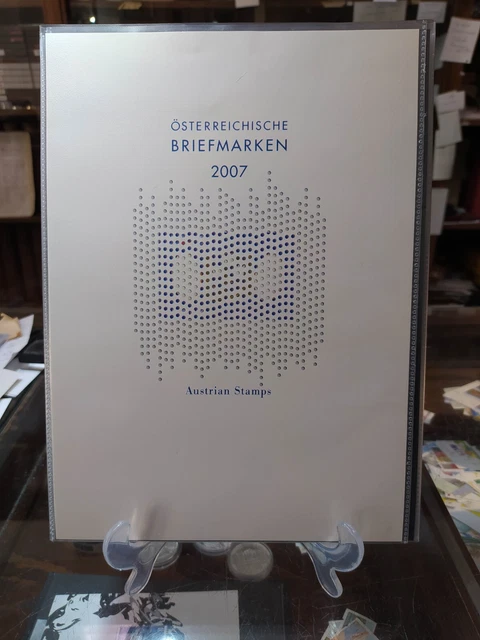 ÖSTERREICHISCHE
BRIEFMARKEN
2007
Austrian Stamps